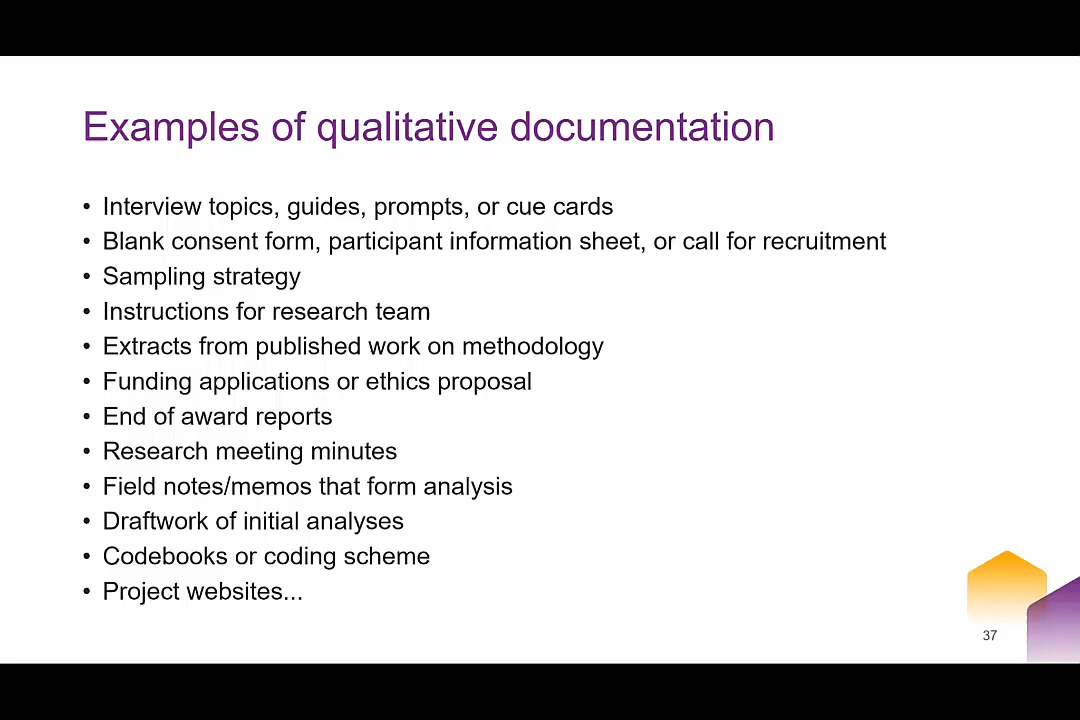 Examples of qualitative documentation
• Interview topics, guides, prompts, or cue cards
• Blank consent form, participant information sheet, or call for recruitment
• Sampling strategy
• Instructions for research team
• Extracts from published work on methodology
• Funding applications or ethics proposal
• End of award reports
• Research meeting minutes
• Field notes/memos that form analysis
• Draftwork of initial analyses
• Codebooks or coding scheme
• Project websites...
37